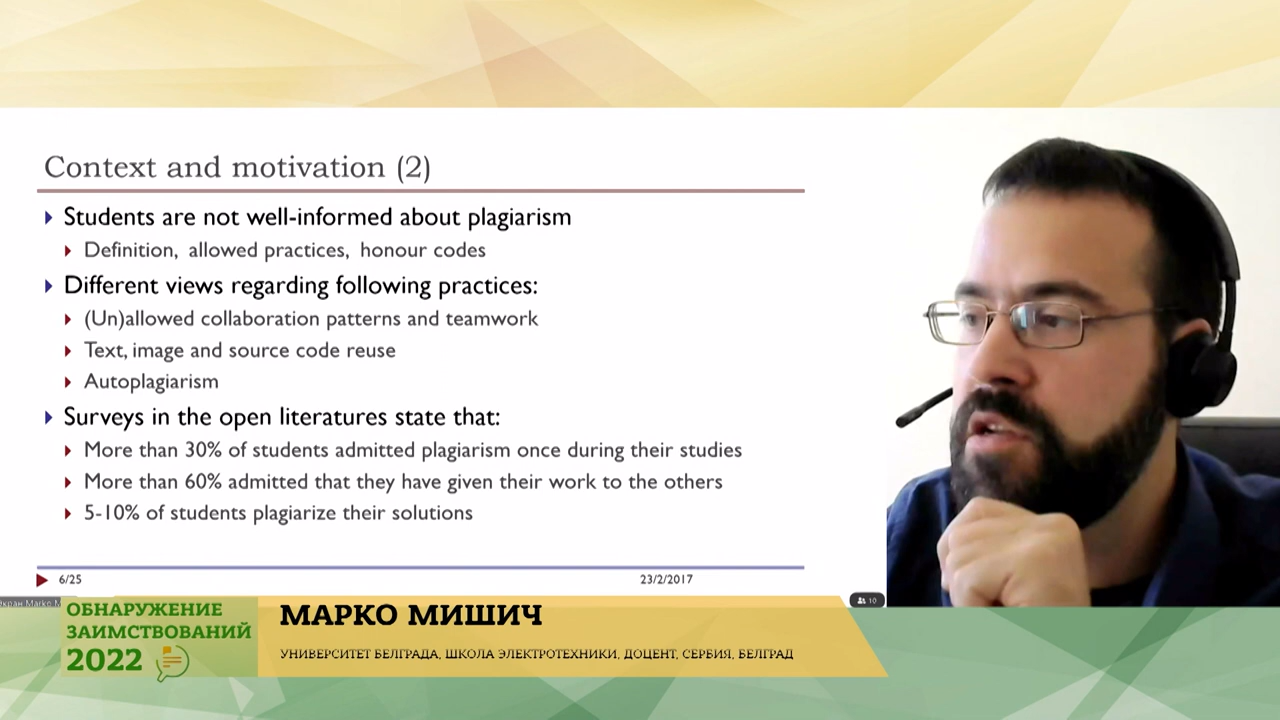 Context and motivation (2)
Students are not well-informed about plagiarism
Definition, allowed practices, honour codes
Different views regarding following practices:
(Un)allowed collaboration patterns and teamwork
Text, image and source code reuse
Autoplagiarism
Surveys in the open literatures state that:
More than 30% of students admitted plagiarism once during their studies
More than 60% admitted that they have given their work to the others
5-10% of students plagiarize their solutions
6/25
23/2/2017
Marko
10
ОБНАРУЖЕНИЕ
ЗАИМСТВОВАНИЙ
2022
МАРКО МИШИЧ
УНИВЕРСИТЕТ БЕЛГРАДА, ШКОЛА ЭЛЕКТРОТЕХНИКИ, ДОЦЕНТ, СЕРБИЯ, БЕЛГРАД